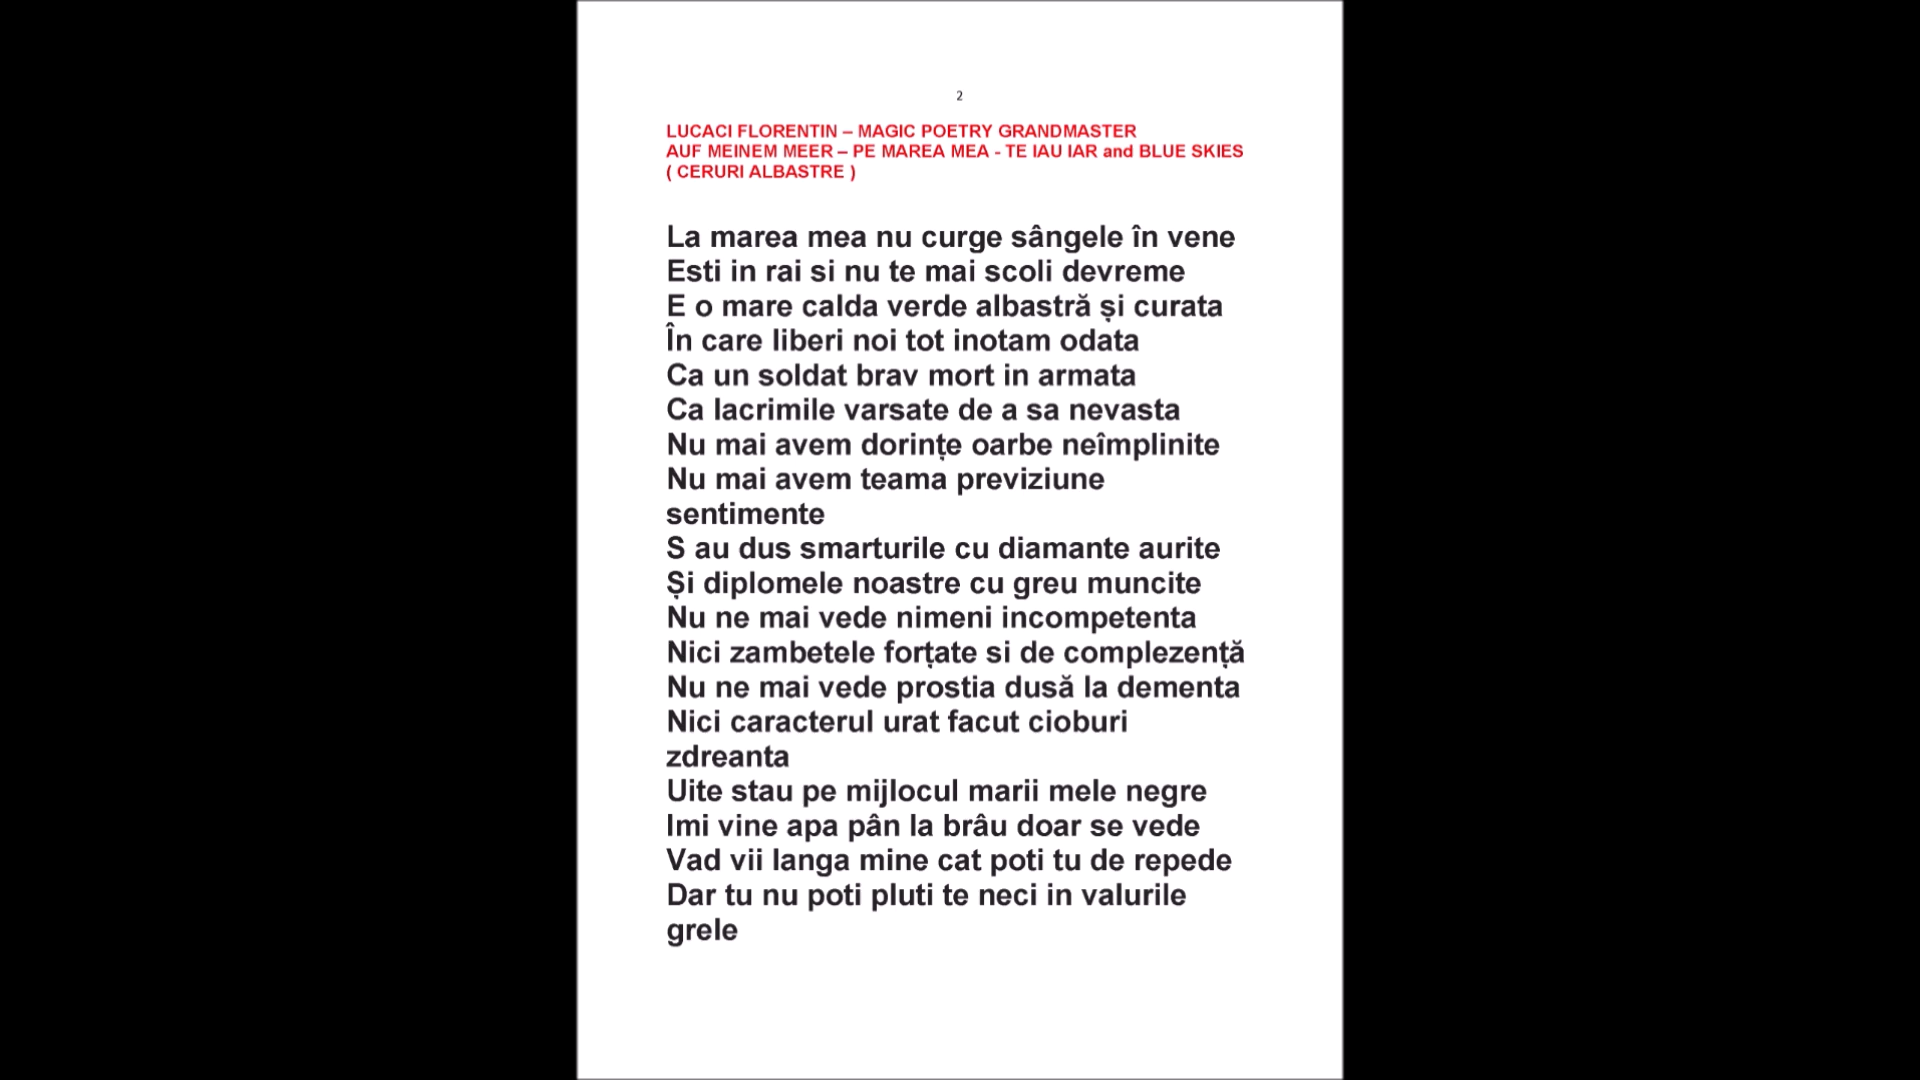 2
LUCACI FLORENTIN – MAGIC POETRY GRANDMASTER
AUF MEINEM MEER – PE MAREA MEA - TE IAU IAR and BLUE SKIES
( CERURI ALBASTRE )
La marea mea nu curge sângele în vene
Esti in rai si nu te mai scoli devreme
E o mare calda verde albastră și curata
În care liberi noi tot inotam odata
Ca un soldat brav mort in armata
Ca lacrimile varsate de a sa nevasta
Nu mai avem dorințe oarbe neîmplinite
Nu mai avem teama previziune
sentimente
S au dus smarturile cu diamante aurite
Și diplomele noastre cu greu muncite
Nu ne mai vede nimeni incompetenta
Nici zambetele forțate si de complezență
Nu ne mai vede prostia dusă la dementa
Nici caracterul urat facut cioburi
zdreanta
Uite stau pe mijlocul marii mele negre
Imi vine apa pân la brâu doar se vede
Vad vii langa mine cat poti tu de repede
Dar tu nu poti pluti te neci in valurile
grele